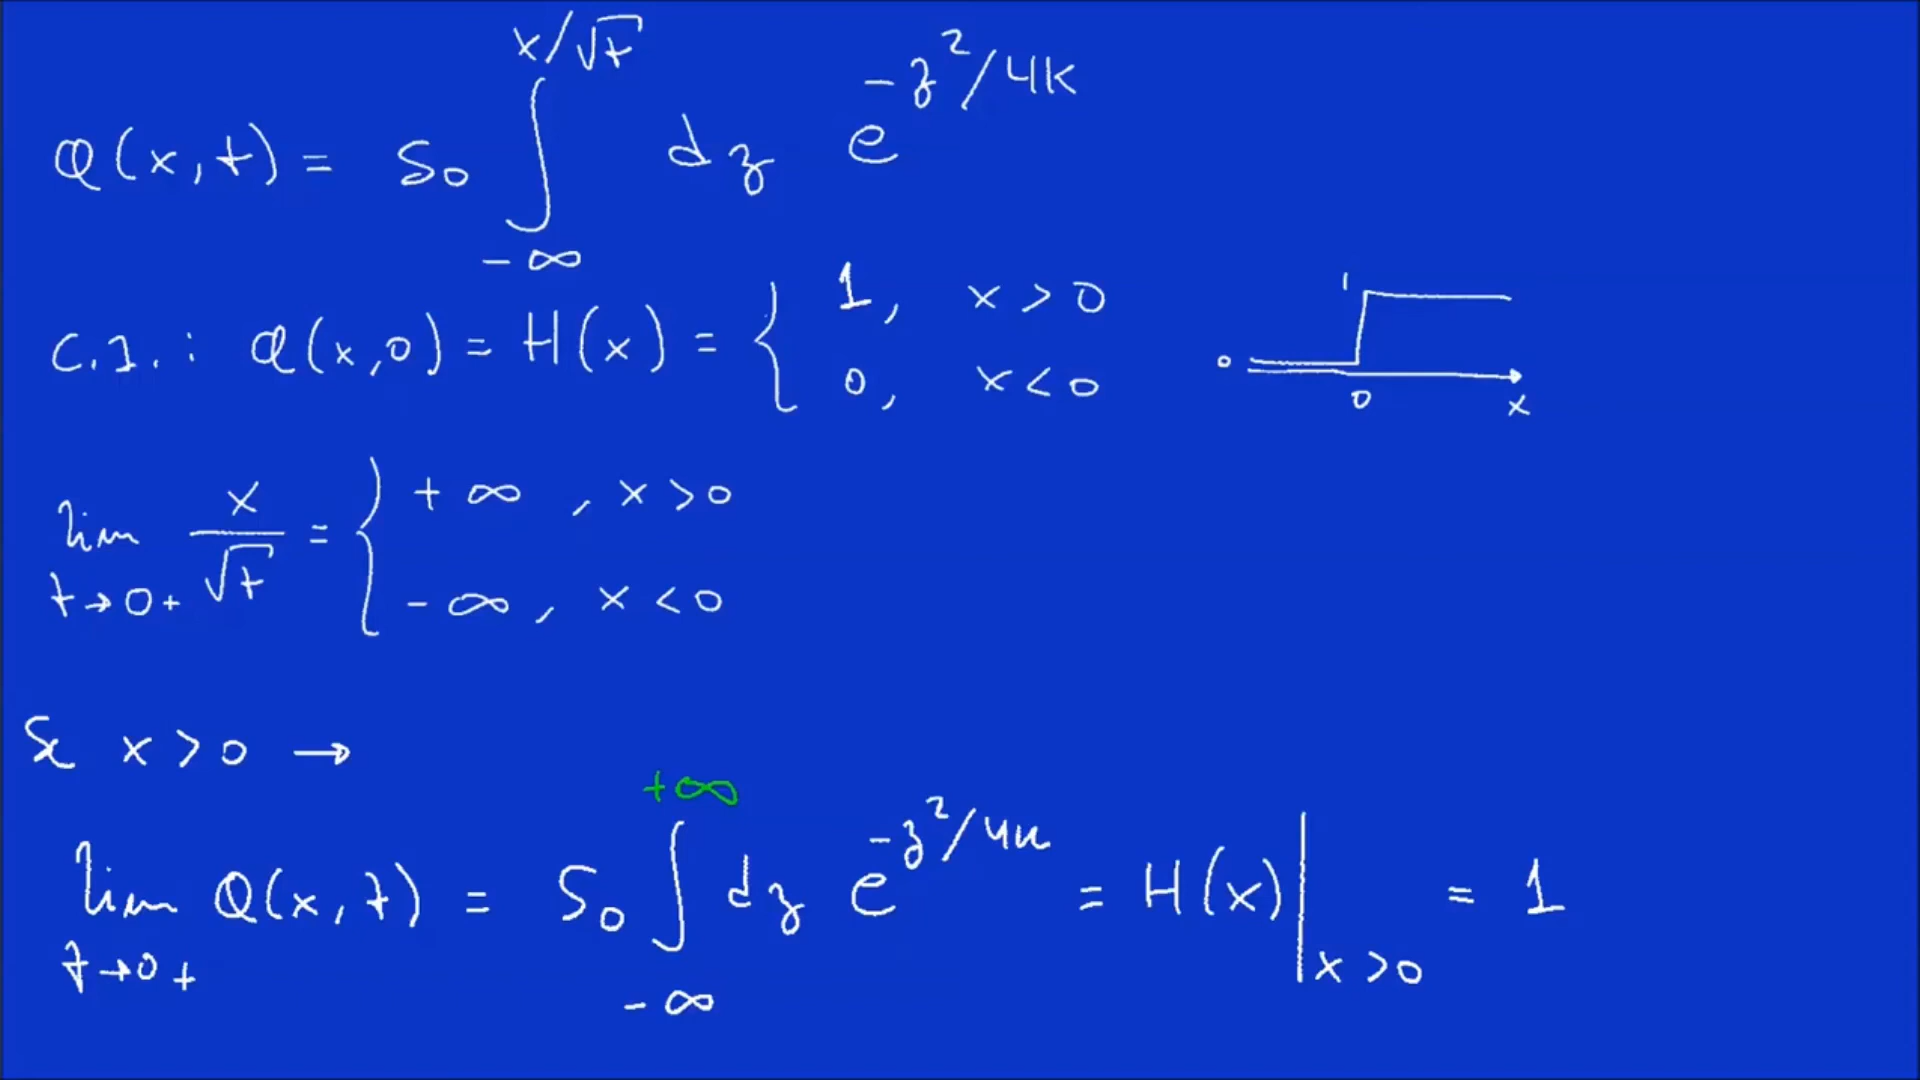 Q(x,t) = S₀ ∫_{-∞}^{x/√t} dz e^{-z²/4k}
C.I. : Q(x,0) = H(x) = { 1, x > 0
0, x < 0
1 0 0 x
lim_{t→0+} x/√t = { +∞ , x > 0
-∞ , x < 0
Se x > 0 →
lim_{t→0+} Q(x,t) = S₀ ∫_{-∞}^{+∞} dz e^{-z²/4k} = H(x)|_{x>0} = 1